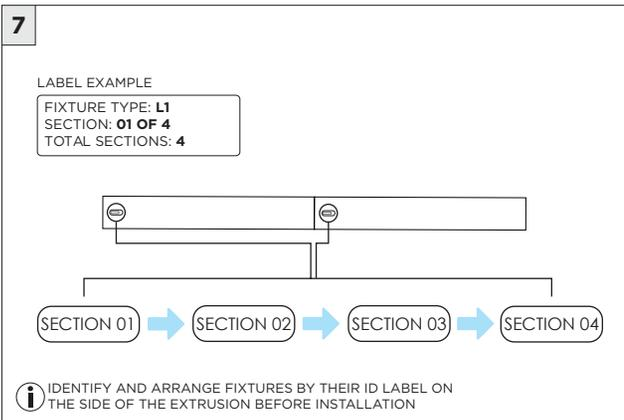 7
LABEL EXAMPLE
FIXTURE TYPE: L1
SECTION: 01 OF 4
TOTAL SECTIONS: 4
SECTION 01
SECTION 02
SECTION 03
SECTION 04
i
IDENTIFY AND ARRANGE FIXTURES BY THEIR ID LABEL ON
THE SIDE OF THE EXTRUSION BEFORE INSTALLATION